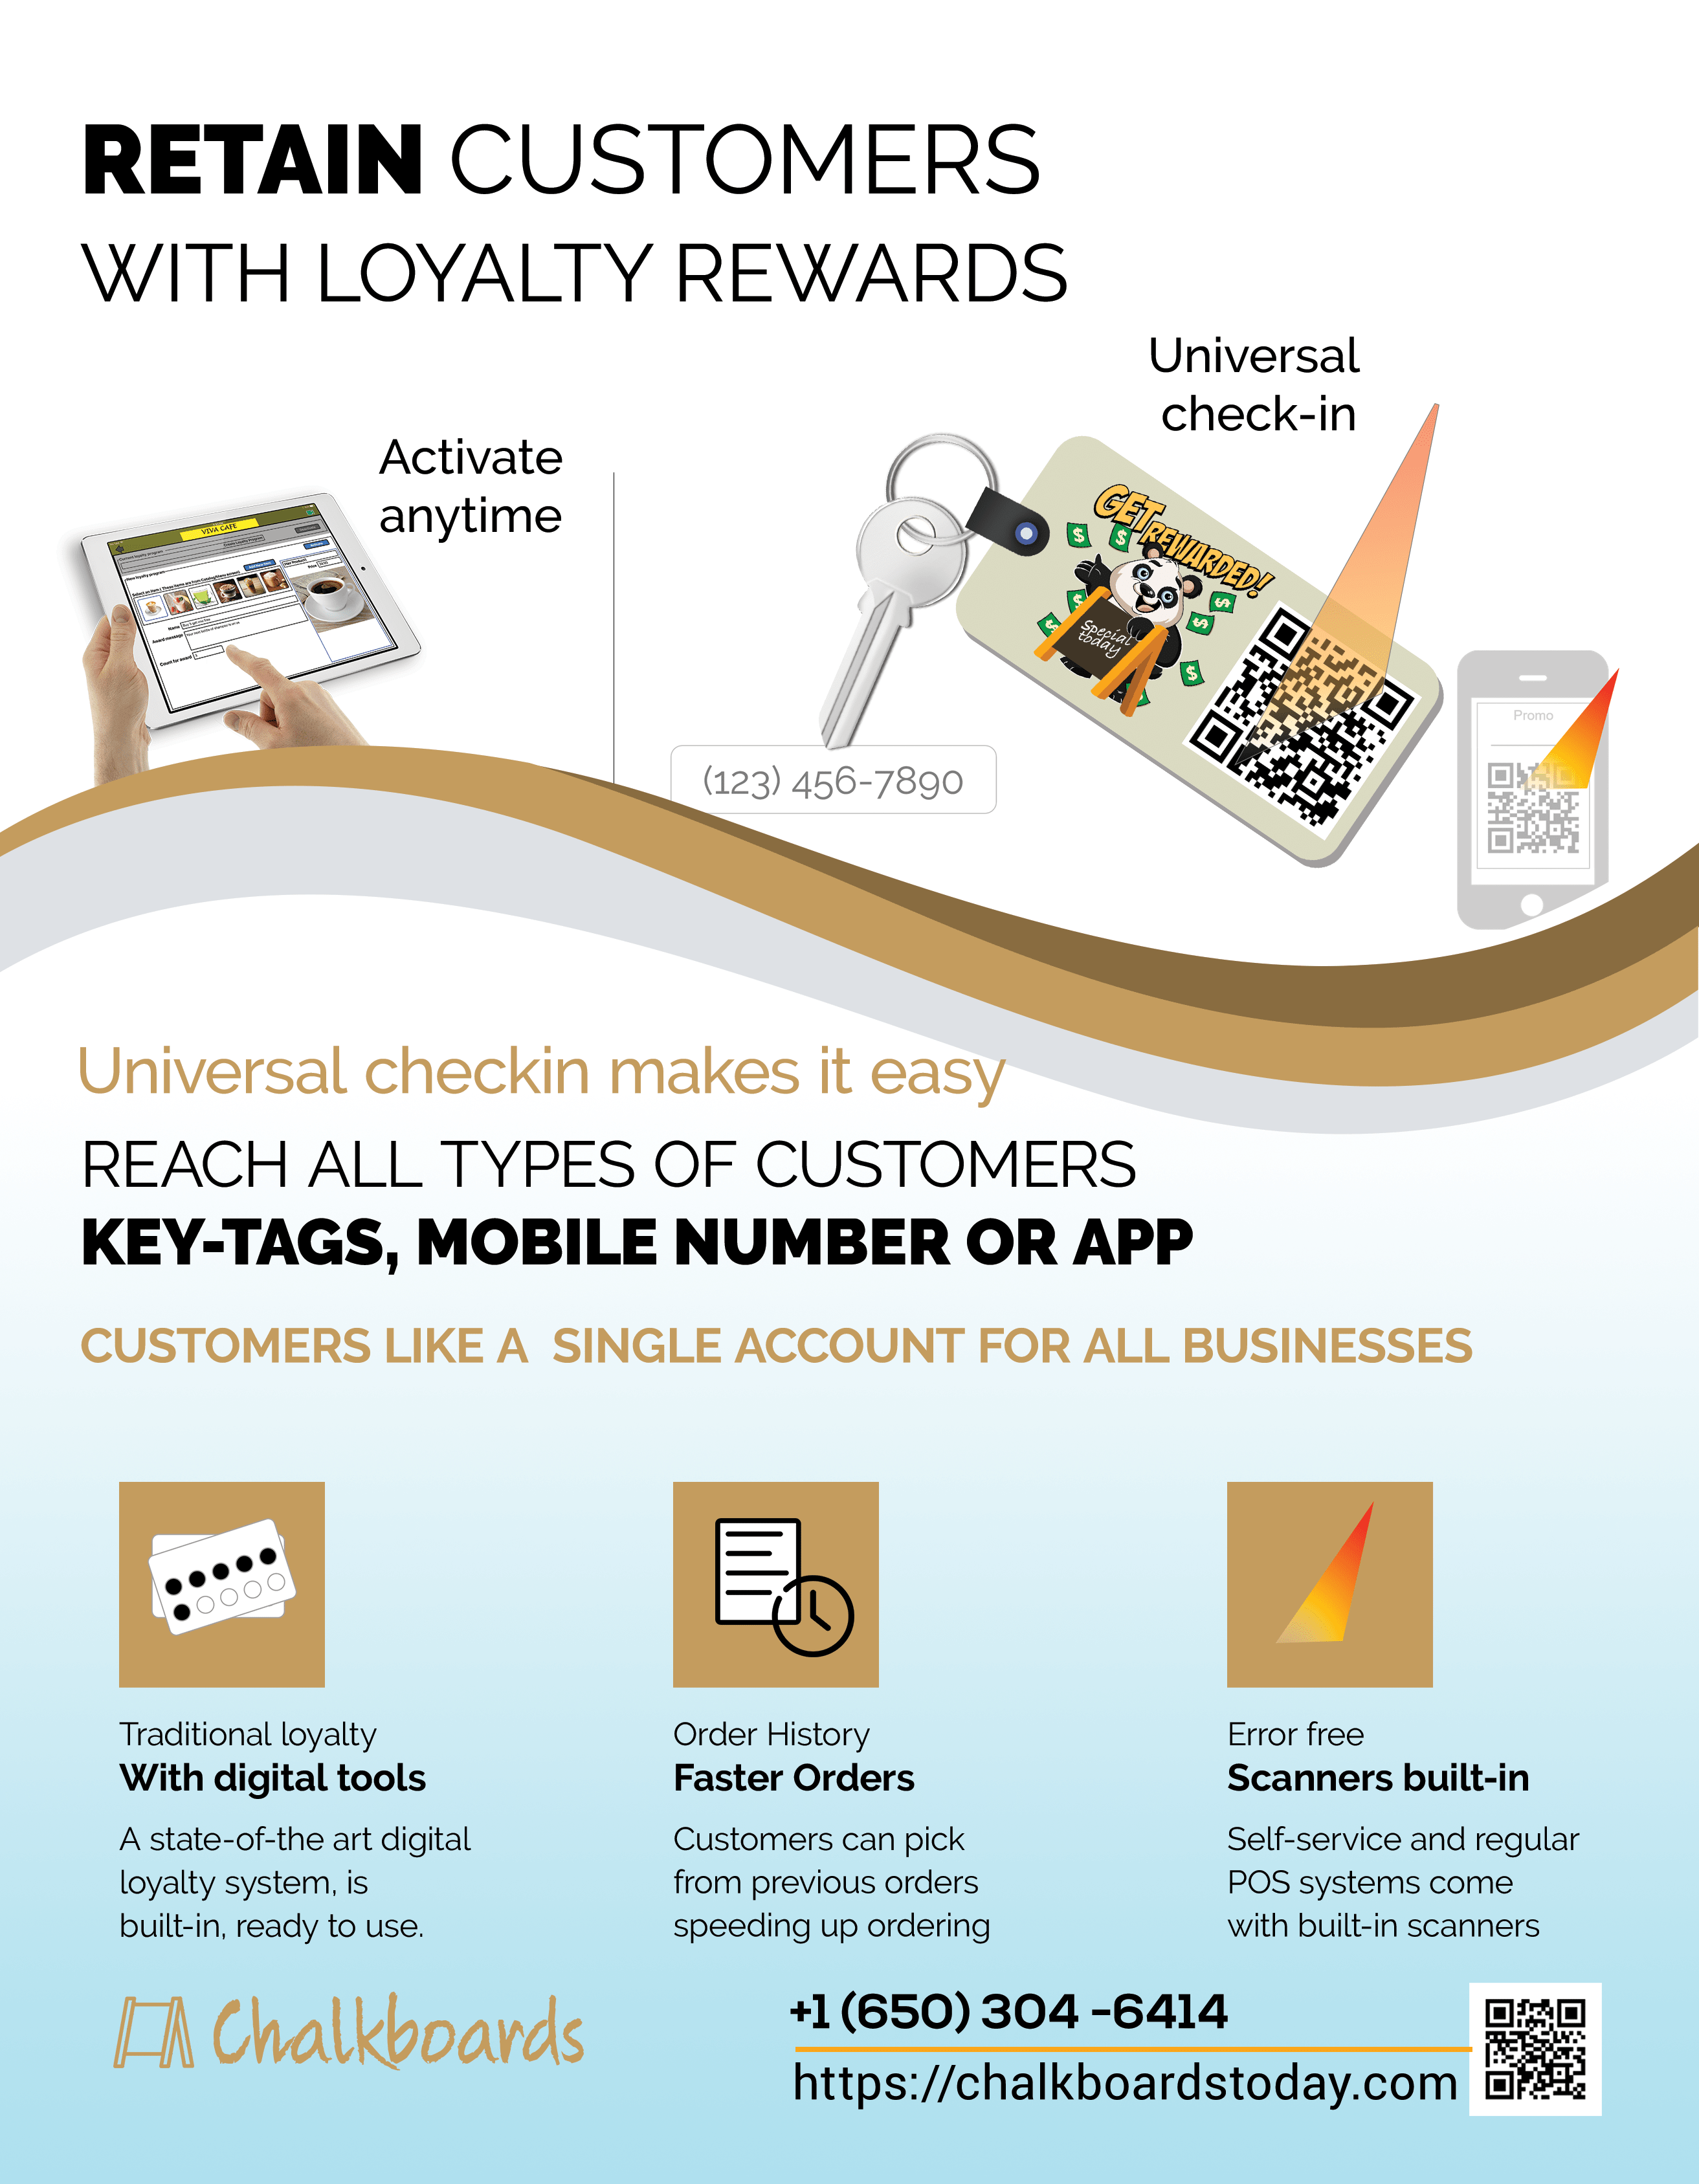 RETAIN CUSTOMERS
WITH LOYALTY REWARDS
Universal
check-in
Activate
anytime
VIVA CAFE
GET
REWARDED!
Special
today
Promo
(123) 456-7890
Universal checkin makes it easy
REACH ALL TYPES OF CUSTOMERS
KEY-TAGS, MOBILE NUMBER OR APP
CUSTOMERS LIKE A SINGLE ACCOUNT FOR ALL BUSINESSES
Traditional loyalty
With digital tools
A state-of-the art digital
loyalty system, is
built-in, ready to use.
Order History
Faster Orders
Customers can pick
from previous orders
speeding up ordering
Error free
Scanners built-in
Self-service and regular
POS systems come
with built-in scanners
Chalkboards
+1 (650) 304 -6414
https://chalkboardstoday.com